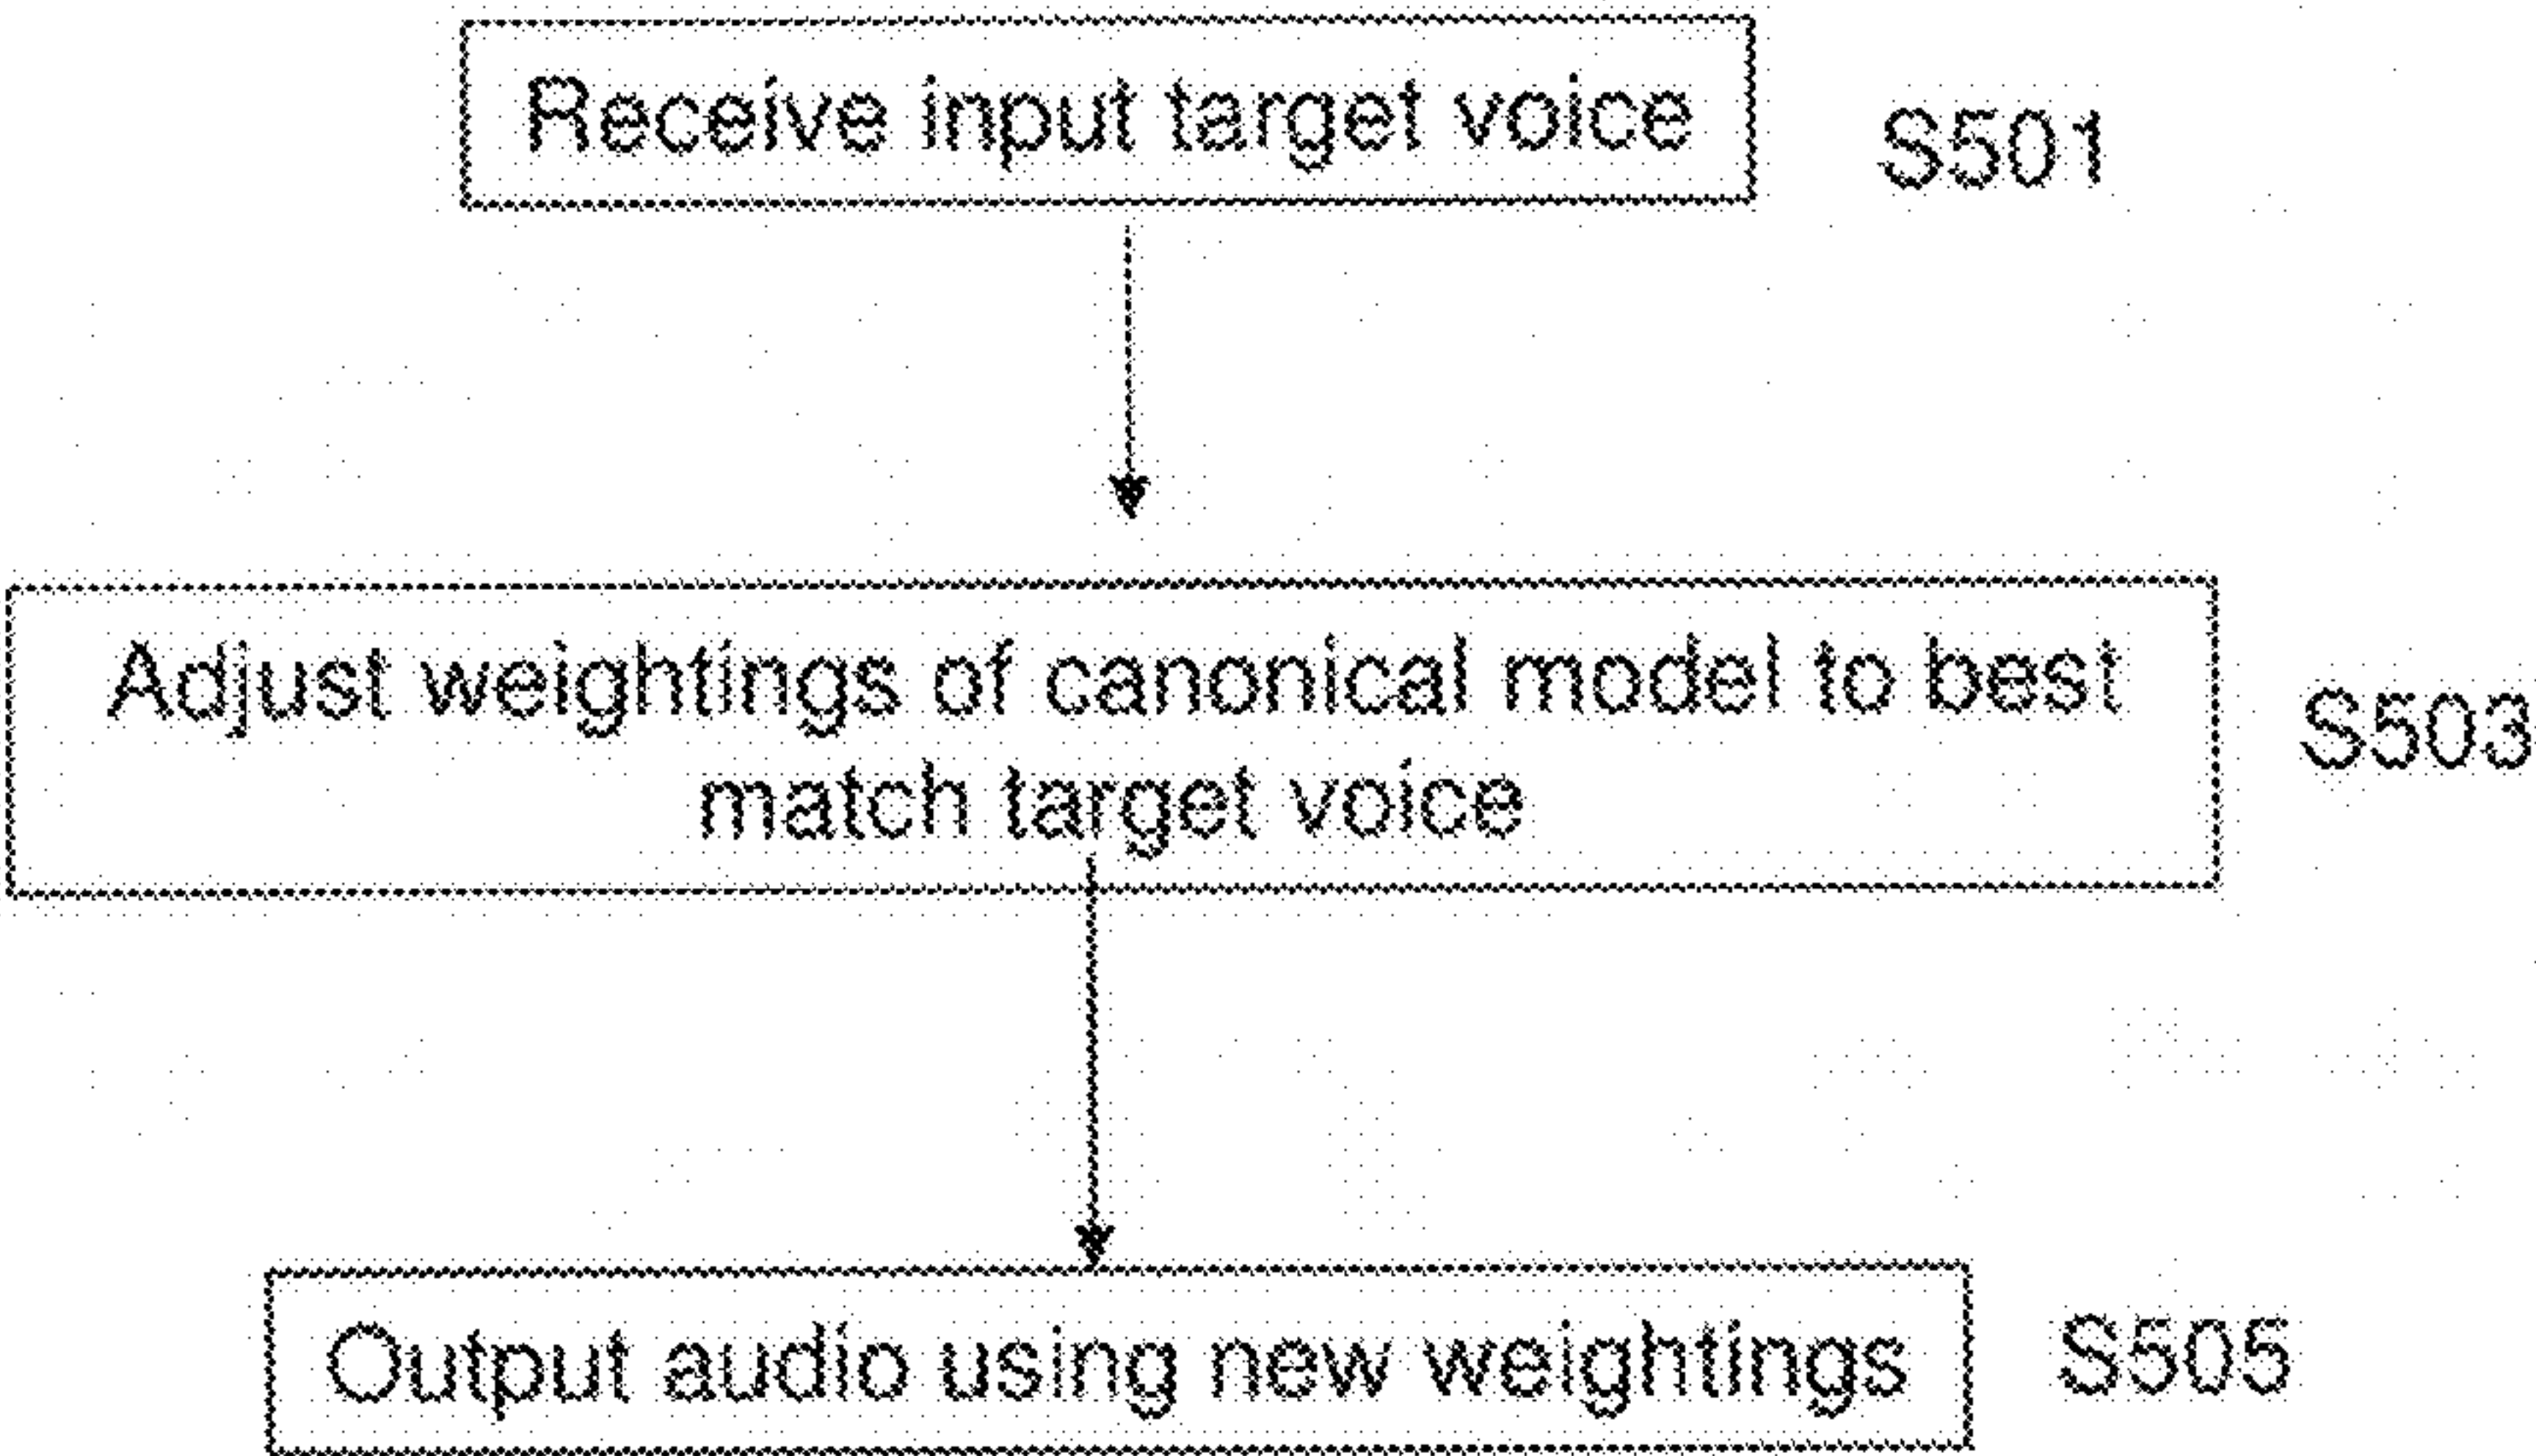 Receive input target voice
S501
Adjust weightings of canonical model to best
match target voice
S503
Output audio using new weightings
S505